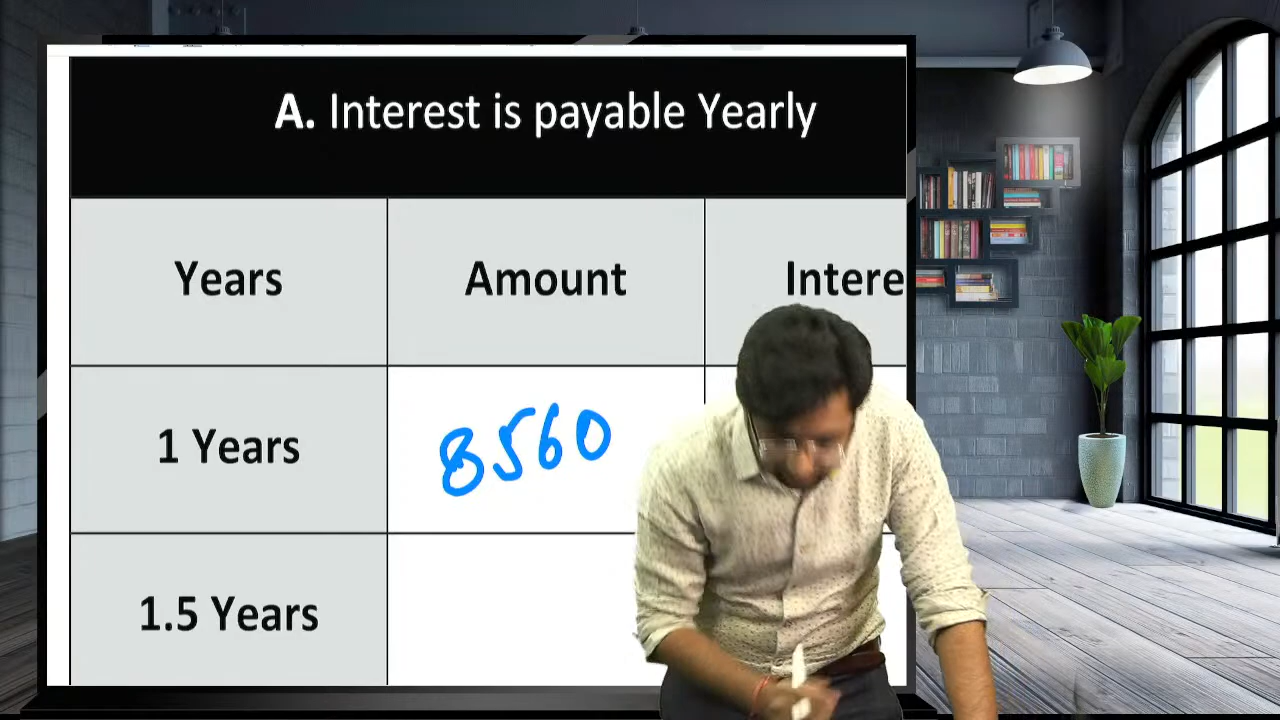 A. Interest is payable Yearly
Years Amount Intere
1 Years 8560
1.5 Years